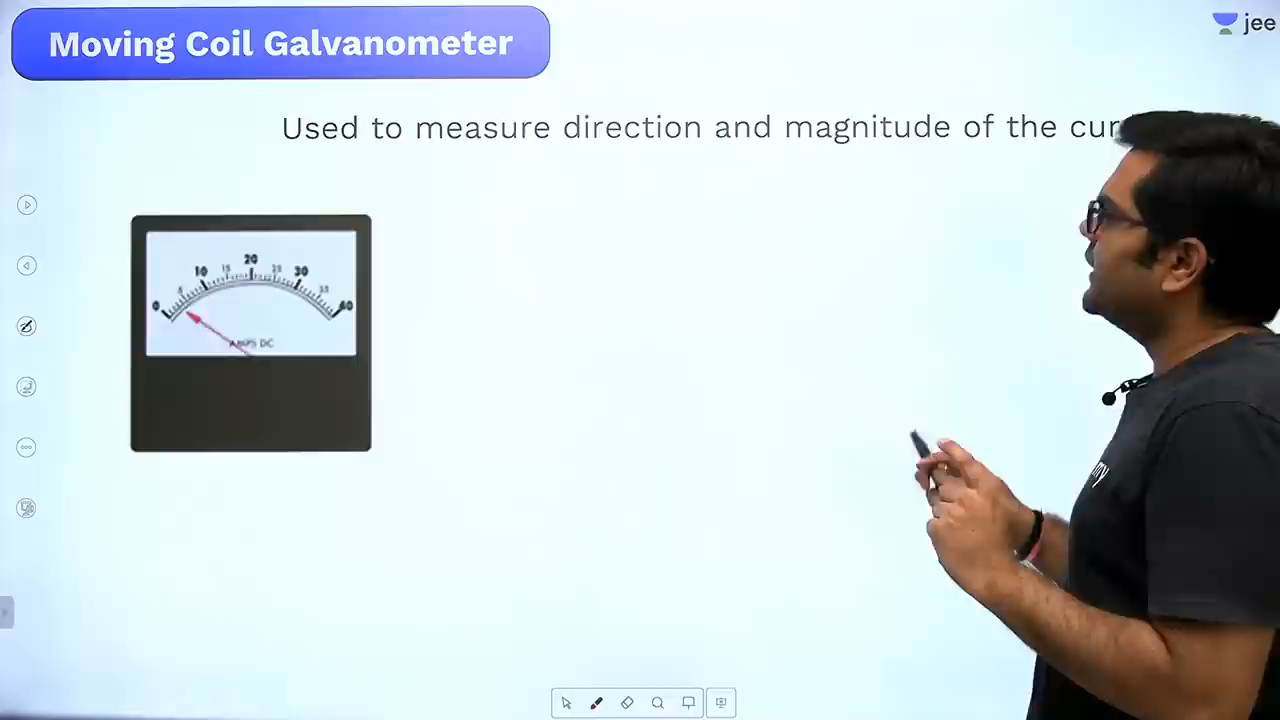 Moving Coil Galvanometer
jee
Used to measure direction and magnitude of the
0 5 10 15 20 25 30 35 40
AMPS DC